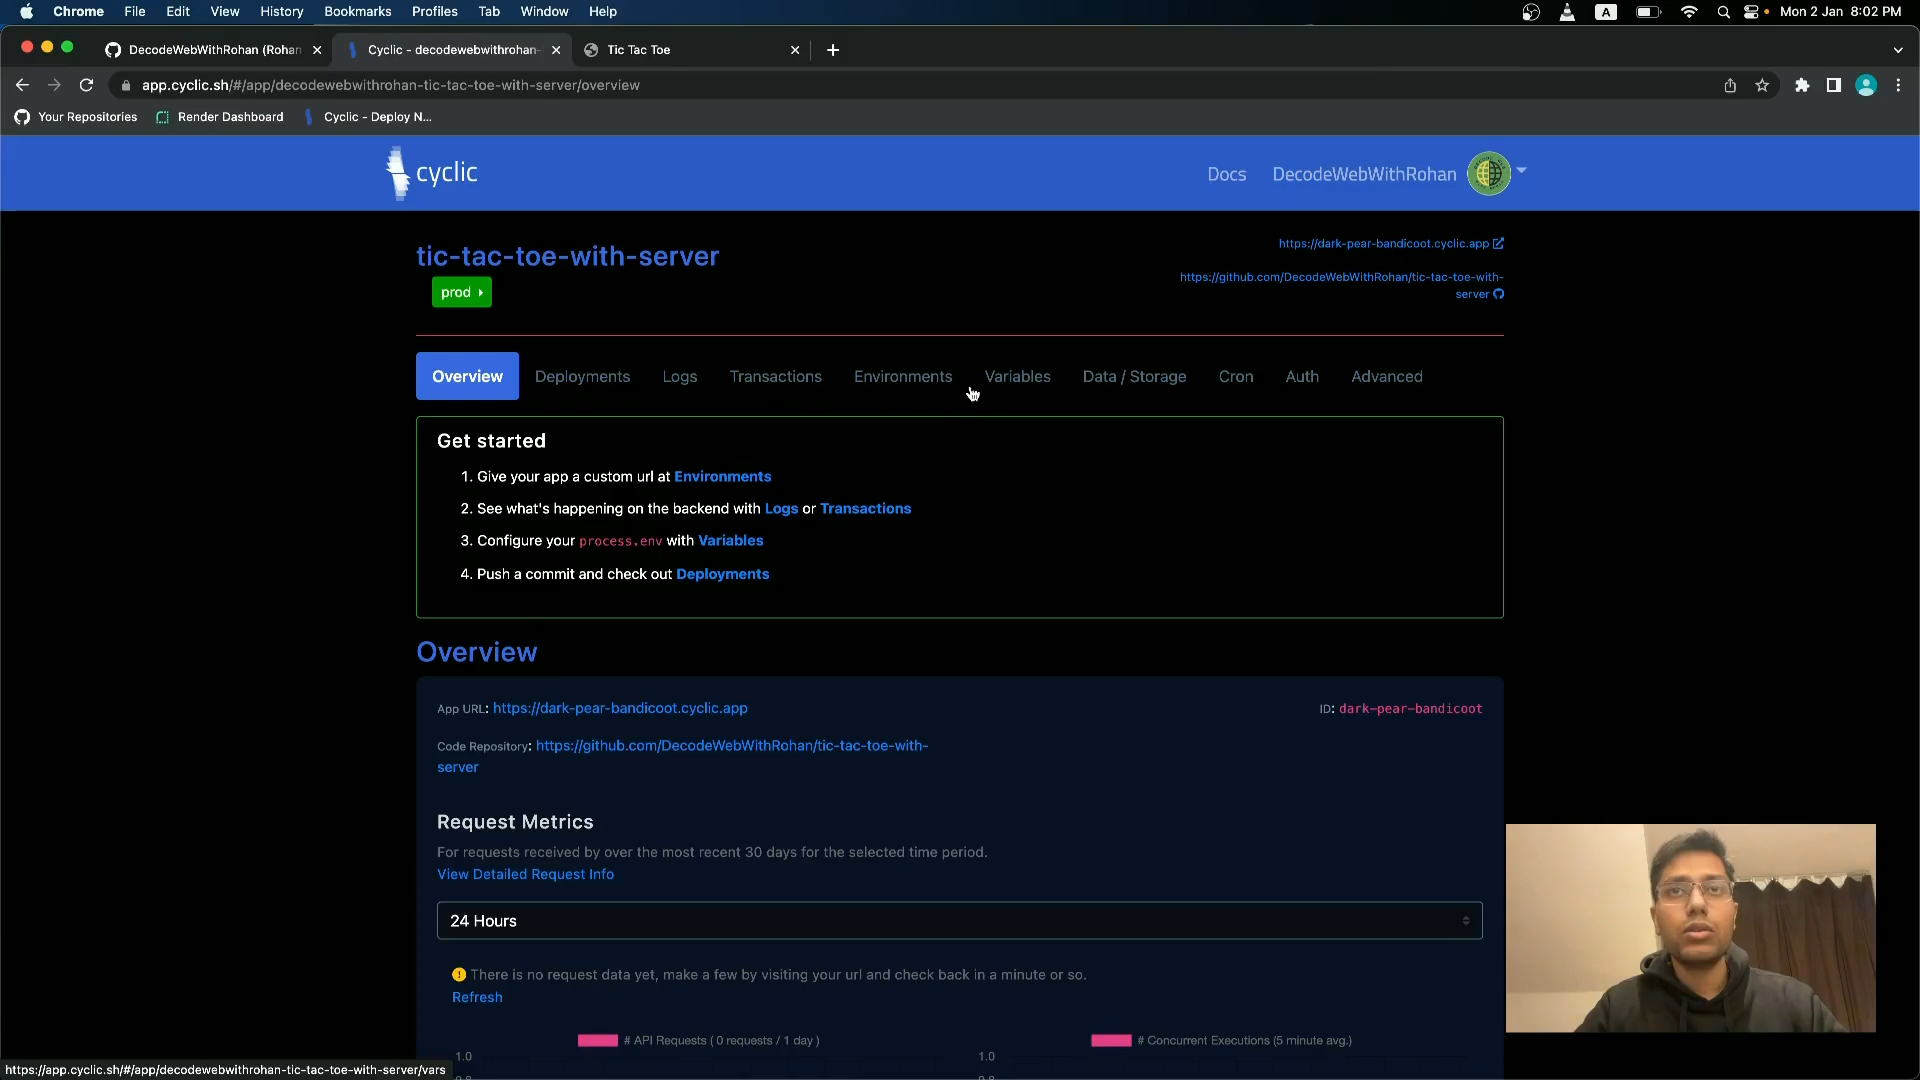 Chrome File Edit View History Bookmarks Profiles Tab Window Help
A Mon 2 Jan 8:02 PM
DecodeWebWithRohan (Rohan
Cyclic - decodewebwithrohan-
Tic Tac Toe
app.cyclic.sh/#/app/decodewebwithrohan-tic-tac-toe-with-server/overview
Your Repositories Render Dashboard Cyclic - Deploy N...
cyclic Docs DecodeWebWithRohan
tic-tac-toe-with-server
https://dark-pear-bandicoot.cyclic.app
prod
https://github.com/DecodeWebWithRohan/tic-tac-toe-with-
server
Overview Deployments Logs Transactions Environments Variables Data / Storage Cron Auth Advanced
Get started
1. Give your app a custom url at Environments
2. See what's happening on the backend with Logs or Transactions
3. Configure your process.env with Variables
4. Push a commit and check out Deployments
Overview
App URL: https://dark-pear-bandicoot.cyclic.app ID: dark-pear-bandicoot
Code Repository: https://github.com/DecodeWebWithRohan/tic-tac-toe-with-
server
Request Metrics
For requests received by over the most recent 30 days for the selected time period.
View Detailed Request Info
24 Hours
There is no request data yet, make a few by visiting your url and check back in a minute or so.
Refresh
# API Requests ( 0 requests / 1 day ) # Concurrent Executions (5 minute avg.)
1.0 1.0
https://app.cyclic.sh/#/app/decodewebwithrohan-tic-tac-toe-with-server/vars